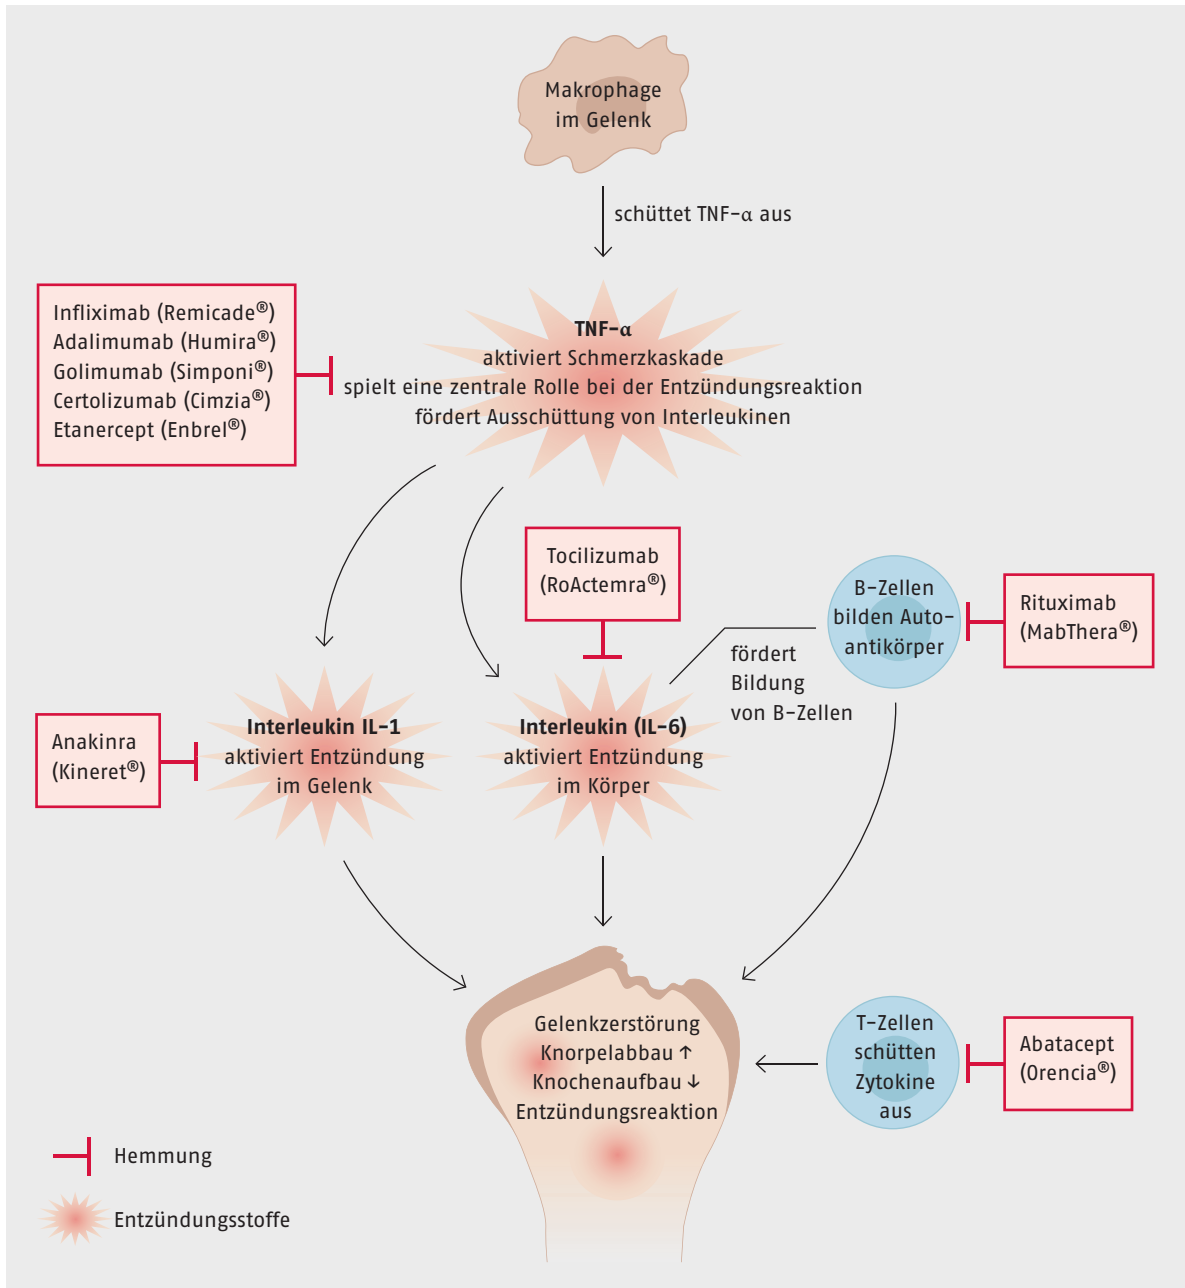 Makrophage
im Gelenk
schüttet TNF-α aus
Infliximab (Remicade®)
Adalimumab (Humira®)
Golimumab (Simponi®)
Certolizumab (Cimzia®)
Etanercept (Enbrel®)
TNF-α
aktiviert Schmerzkaskade
spielt eine zentrale Rolle bei der Entzündungsreaktion
fördert Ausschüttung von Interleukinen
Tocilizumab
(RoActemra®)
B-Zellen
bilden Auto-
antikörper
Rituximab
(MabThera®)
fördert
Bildung
von B-Zellen
Anakinra
(Kineret®)
Interleukin IL-1
aktiviert Entzündung
im Gelenk
Interleukin (IL-6)
aktiviert Entzündung
im Körper
Gelenkzerstörung
Knorpelabbau ↑
Knochenaufbau ↓
Entzündungsreaktion
T-Zellen
schütten
Zytokine
aus
Abatacept
(Orencia®)
Hemmung
Entzündungsstoffe